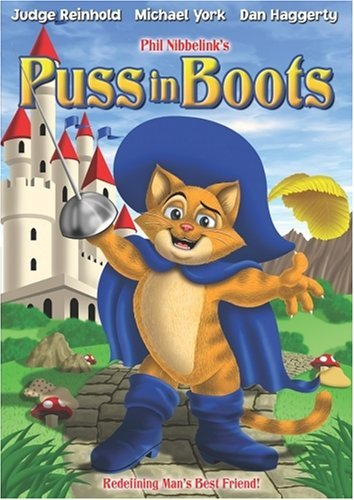 Judge Reinhold   Michael York   Dan Haggerty
Phil Nibbelink's
Puss in Boots
Redefining Man's Best Friend!